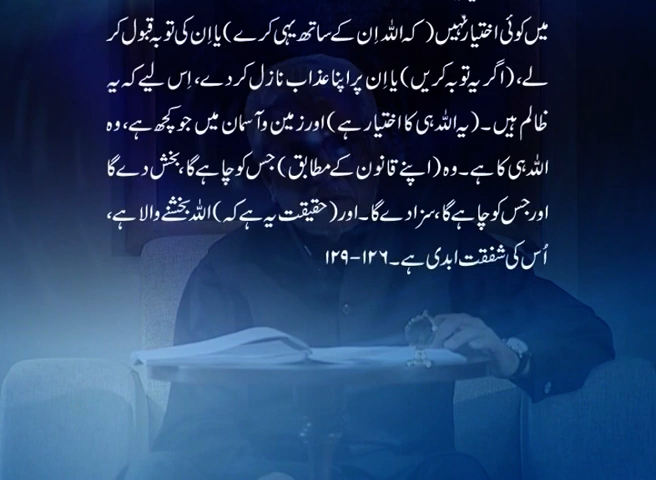 میں کوئی اختیار نہیں (کہ اللہ اِن کے ساتھ یہی کرے) یا اِن کی توبہ قبول کر
لے، (اگر یہ توبہ کریں) یا اِن پر اپنا عذاب نازل کر دے، اِس لیے کہ یہ
ظالم ہیں۔ (یہ اللہ ہی کا اختیار ہے) اور زمین و آسمان میں جو کچھ ہے، وہ
اللہ ہی کا ہے۔ وہ (اپنے قانون کے مطابق) جس کو چاہے گا، بخش دے گا
اور جس کو چاہے گا، سزا دے گا۔ اور (حقیقت یہ ہے کہ) اللہ بخشنے والا ہے،
اُس کی شفقت ابدی ہے۔ ۱۲۶-۱۲۹